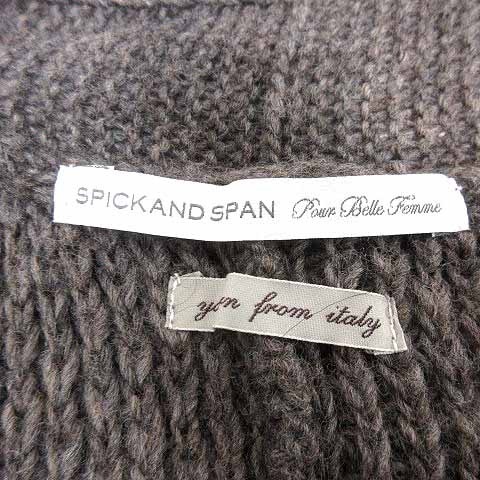 SPICK AND SPAN Pour Belle Femme
yarn from italy